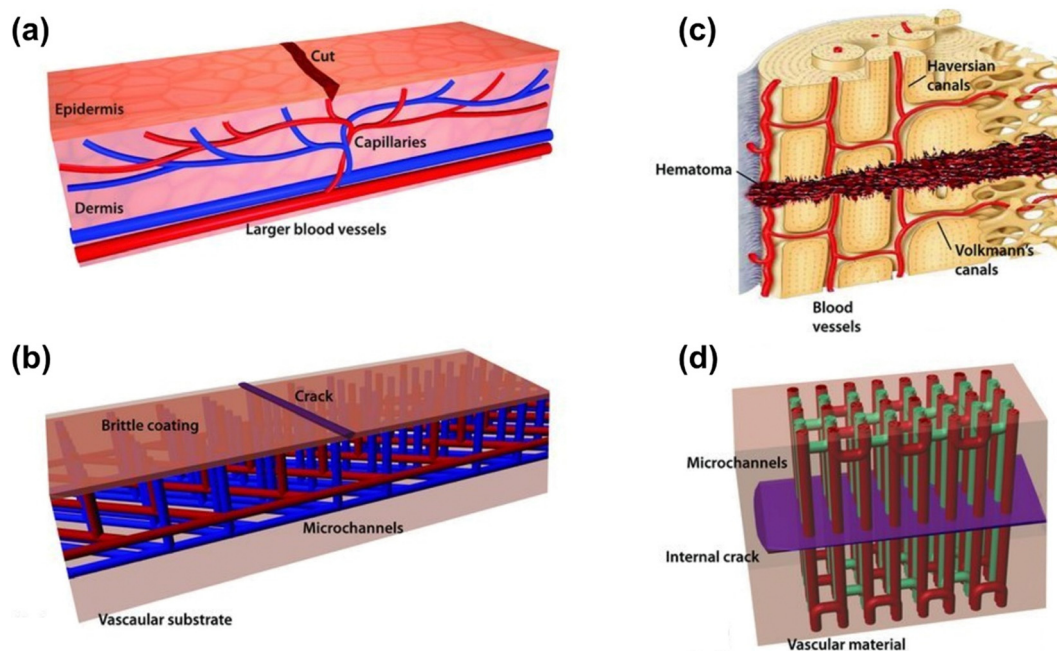 (a)
Cut
Epidermis
Capillaries
Dermis
Larger blood vessels
(b)
Crack
Brittle coating
Microchannels
Vascaular substrate
(c)
Haversian
canals
Hematoma
Volkmann's
canals
Blood
vessels
(d)
Microchannels
Internal crack
Vascular material